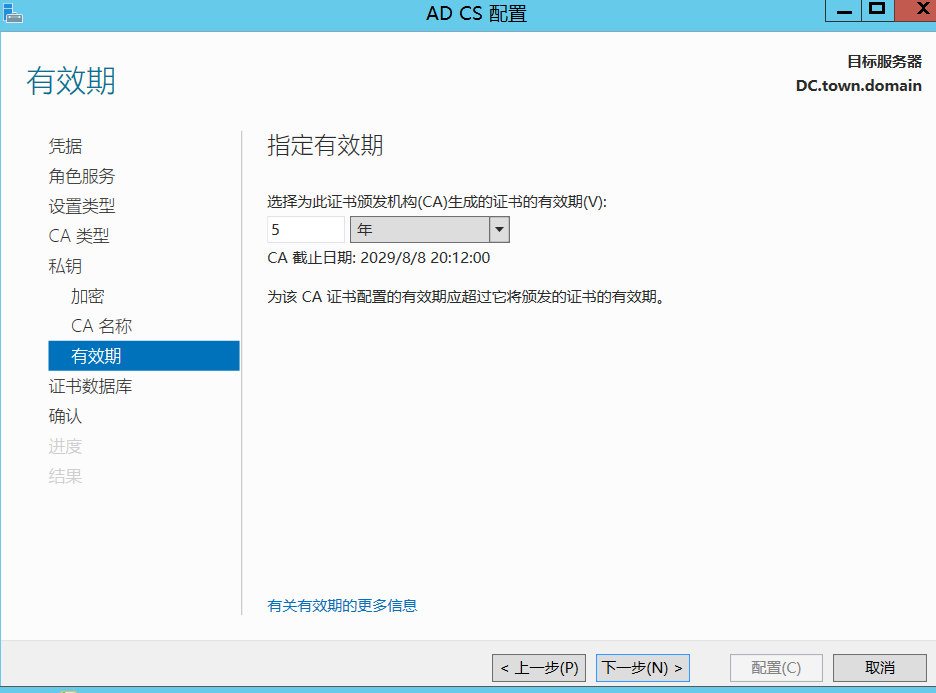 AD CS 配置
目标服务器
DC.town.domain
有效期
凭据
角色服务
设置类型
CA 类型
私钥
加密
CA 名称
有效期
证书数据库
确认
进度
结果
指定有效期
选择为此证书颁发机构(CA)生成的证书的有效期(V):
5 年
CA 截止日期: 2029/8/8 20:12:00
为该 CA 证书配置的有效期应超过它将颁发的证书的有效期。
有关有效期的更多信息
< 上一步(P) 下一步(N) > 配置(C) 取消